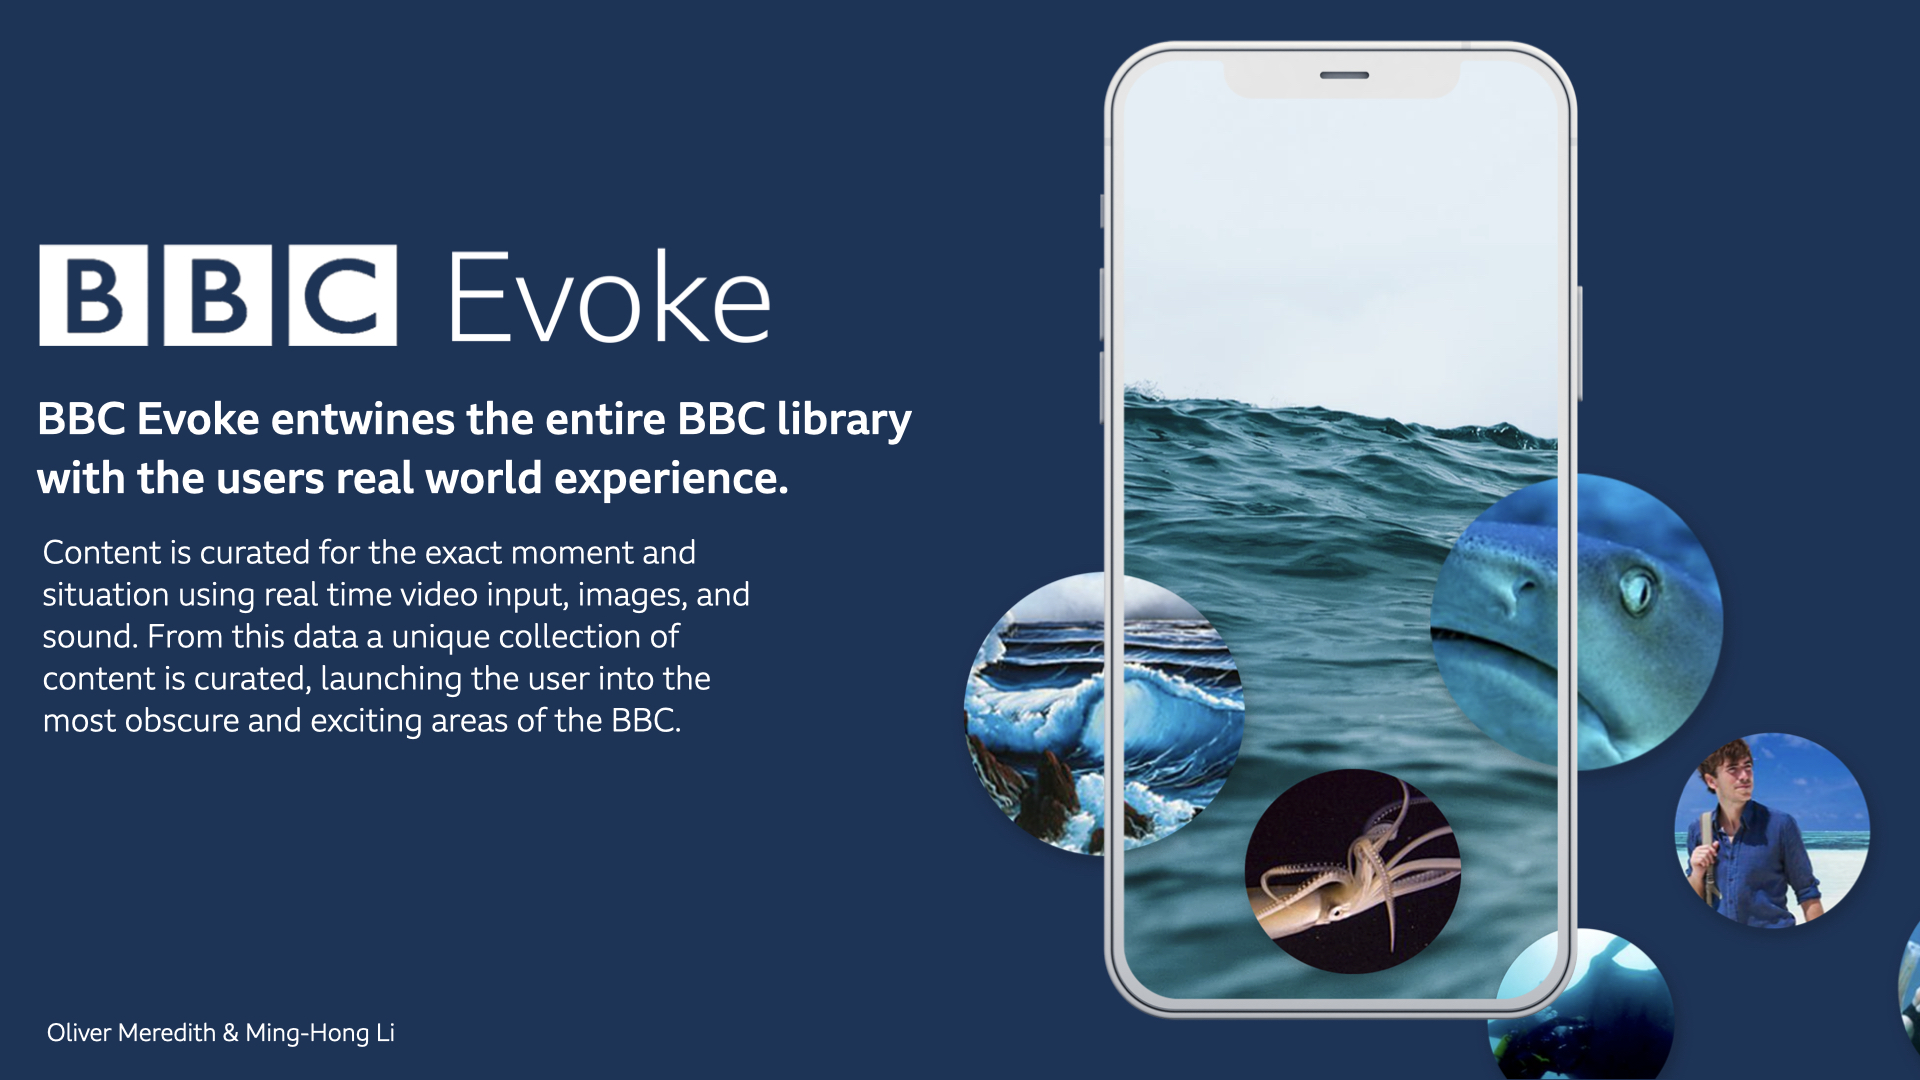 BBC Evoke
BBC Evoke entwines the entire BBC library
with the users real world experience.
Content is curated for the exact moment and
situation using real time video input, images, and
sound. From this data a unique collection of
content is curated, launching the user into the
most obscure and exciting areas of the BBC.
Oliver Meredith & Ming-Hong Li